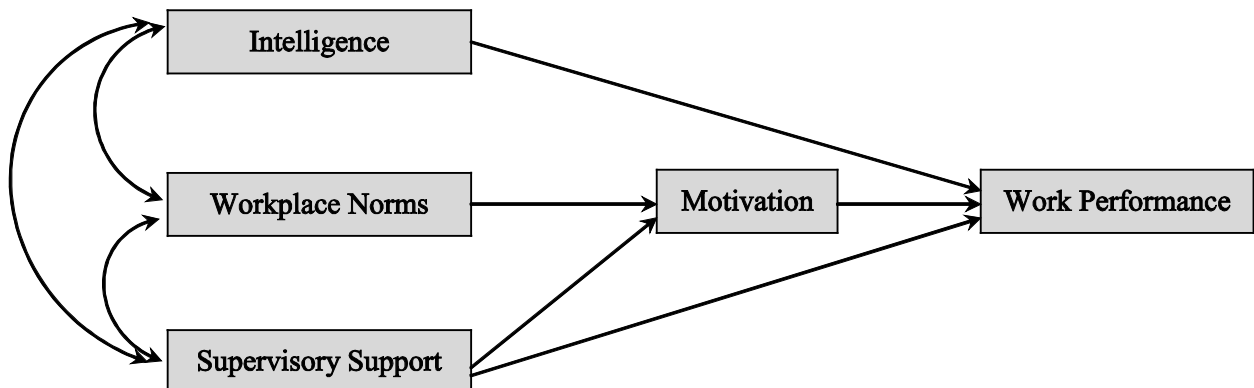 Intelligence
Workplace Norms
Motivation
Work Performance
Supervisory Support